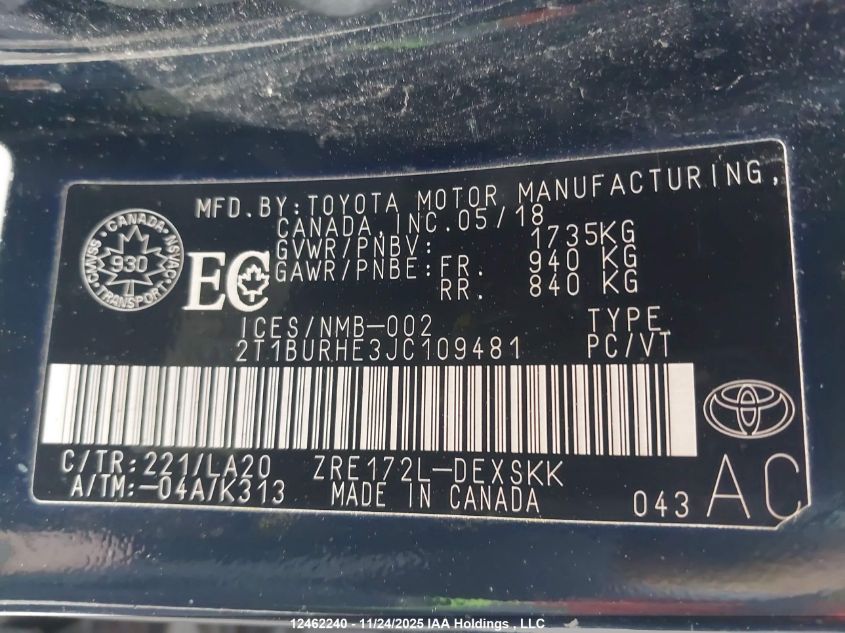 MFD.BY:TOYOTA MOTOR MANUFACTURING,
CANADA,INC.05/18
GVWR/PNBV: 1735KG
GAWR/PNBE:FR. 940 KG
RR. 840 KG
CANADA
CMVSS NSVAC
930
TRANSPORT
EC
ICES/NMB-002 TYPE
2T1BURHE3JC109481 PC/VT
C/TR:221/LA20 ZRE172L-DEXSKK
A/TM:-04A/K313 MADE IN CANADA 043 AC
12462240 - 11/24/2025 IAA Holdings , LLC